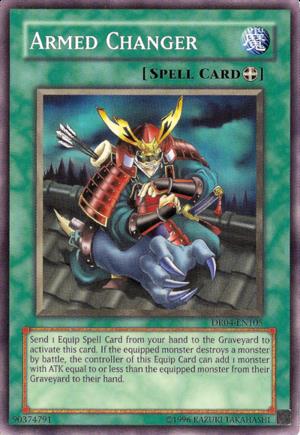 ARMED CHANGER
魔
[SPELL CARD]
DR04-EN105
Send 1 Equip Spell Card from your hand to the Graveyard to
activate this card. If the equipped monster destroys a monster
by battle, the controller of this Equip Card can add 1 monster
with ATK equal to or less than the equipped monster from their
Graveyard to their hand.
90374791
©1996 KAZUKI TAKAHASHI